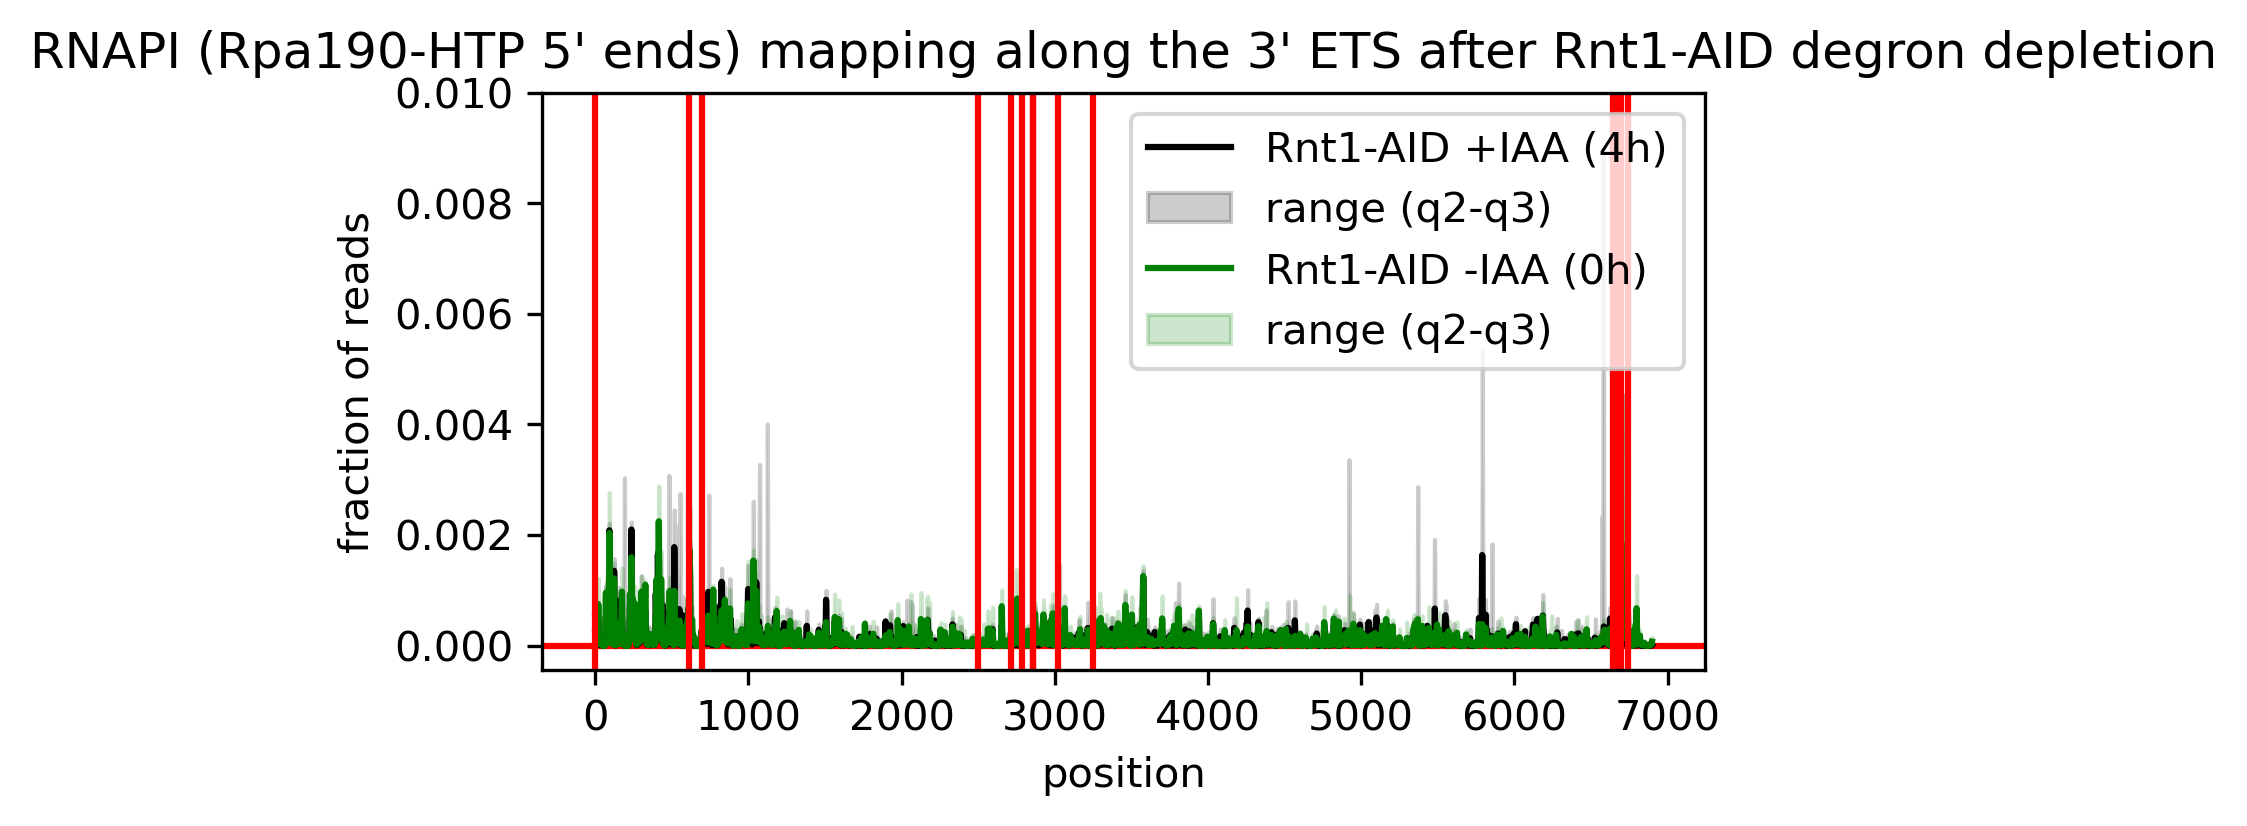 RNAPI (Rpa190-HTP 5' ends) mapping along the 3' ETS after Rnt1-AID degron depletion
0.010
0.008
0.006
0.004
0.002
0.000
fraction of reads
Rnt1-AID +IAA (4h)
range (q2-q3)
Rnt1-AID -IAA (0h)
range (q2-q3)
0 1000 2000 3000 4000 5000 6000 7000
position